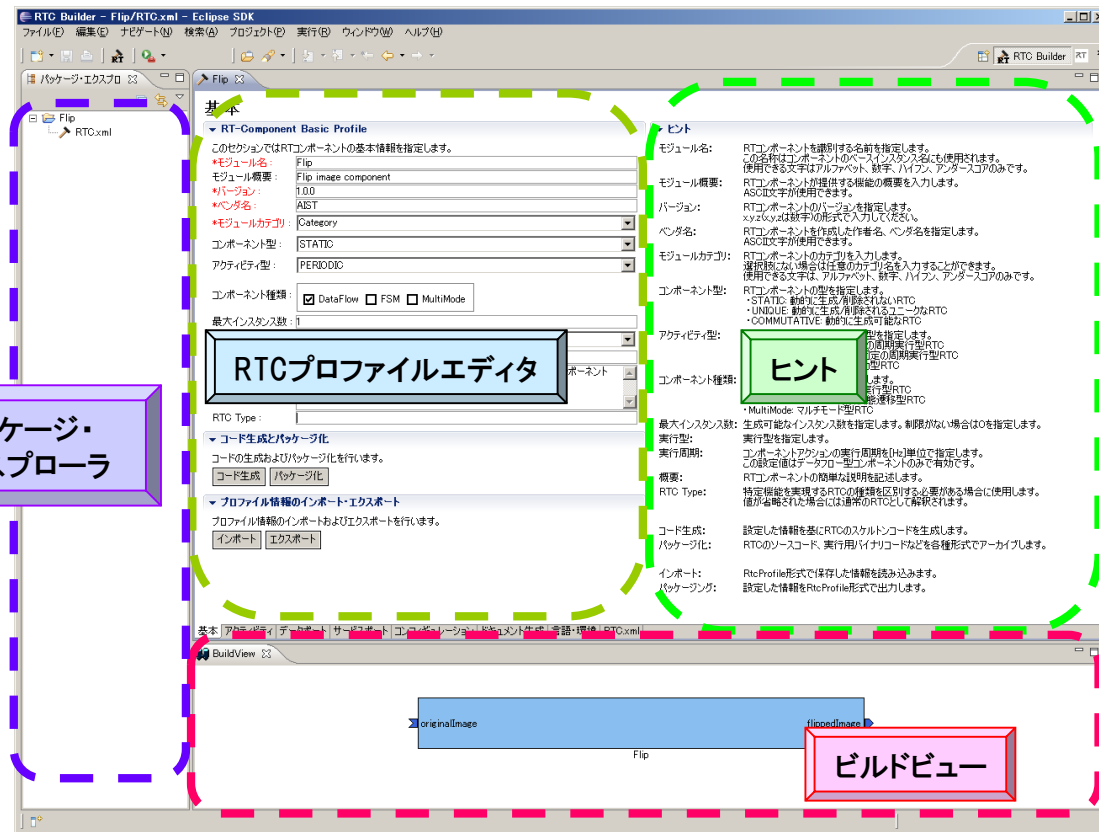 RTC Builder - Flip/RTC.xml - Eclipse SDK
ファイル(F) 編集(E) ナビゲート(N) 検索(A) プロジェクト(P) 実行(R) ウィンドウ(W) ヘルプ(H)
RTC Builder
パッケージ・エクスプロ
Flip
RTC.xml
Flip
基本
RT-Component Basic Profile
このセクションではRTコンポーネントの基本情報を指定します。
*モジュール名: Flip
モジュール概要: Flip image component
*バージョン: 1.0.0
*ベンダ名: AIST
*モジュールカテゴリ: Category
コンポーネント型: STATIC
アクティビティ型: PERIODIC
コンポーネント種類: DataFlow FSM MultiMode
最大インスタンス数: 1
ポーネント
RTC Type:
コード生成とパッケージ化
コードの生成およびパッケージ化を行います。
コード生成 パッケージ化
プロファイル情報のインポート・エクスポート
プロファイル情報のインポートおよびエクスポートを行います。
インポート エクスポート
ヒント
モジュール名: RTコンポーネントを識別する名前を指定します。
この名称はコンポーネントのベースインスタンス名にも使用されます。
使用できる文字はアルファベット、数字、ハイフン、アンダースコアのみです。
モジュール概要: RTコンポーネントが提供する機能の概要を入力します。
ASCII文字が使用できます。
バージョン: RTコンポーネントのバージョンを指定します。
x.y.z(x,y,zは数字)の形式で入力してください。
ベンダ名: RTコンポーネントを作成した作者名、ベンダ名を指定します。
ASCII文字が使用できます。
モジュールカテゴリ: RTコンポーネントのカテゴリを入力します。
選択肢にない場合は任意のカテゴリ名を入力することができます。
使用できる文字は、アルファベット、数字、ハイフン、アンダースコアのみです。
コンポーネント型: RTコンポーネントの型を指定します。
・STATIC: 動的に生成/削除されないRTC
・UNIQUE: 動的に生成/削除されるユニークなRTC
・COMMUTATIVE: 動的に生成可能なRTC
アクティビティ型: 型を指定します。
の周期実行型RTC
定の周期実行型RTC
型RTC
コンポーネント種類: します。
実行型RTC
態遷移型RTC
・MultiMode: マルチモード型RTC
最大インスタンス数: 生成可能なインスタンス数を指定します。制限がない場合は0を指定します。
実行型: 実行型を指定します。
実行周期: コンポーネントアクションの実行周期を[Hz]単位で指定します。
この設定値はデータフロー型コンポーネントのみで有効です。
概要: RTコンポーネントの簡単な説明を記述します。
RTC Type: 特定機能を実現するRTCの種類を区別する必要がある場合に使用します。
値が省略された場合には通常のRTCとして解釈されます。
コード生成: 設定した情報を基にRTCのスケルトンコードを生成します。
パッケージ化: RTCのソースコード、実行用バイナリコードなどを各種形式でアーカイブします。
インポート: RtcProfile形式で保存した情報を読み込みます。
パッケージング: 設定した情報をRtcProfile形式で出力します。
RTCプロファイルエディタ
ヒント
ケージ・
スプローラ
基本 アクティビティ データポート サービスポート コンフィギュレーション ドキュメント生成 言語・環境 RTC.xml
BuildView
originalImage flippedImage
Flip
ビルドビュー